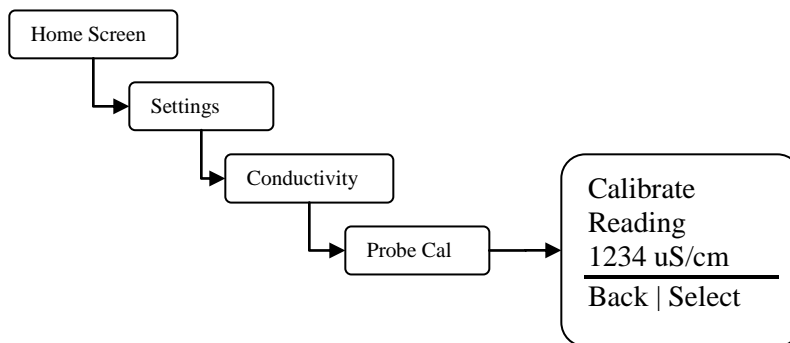 Home Screen
Settings
Conductivity
Probe Cal
Calibrate
Reading
1234 uS/cm
Back | Select